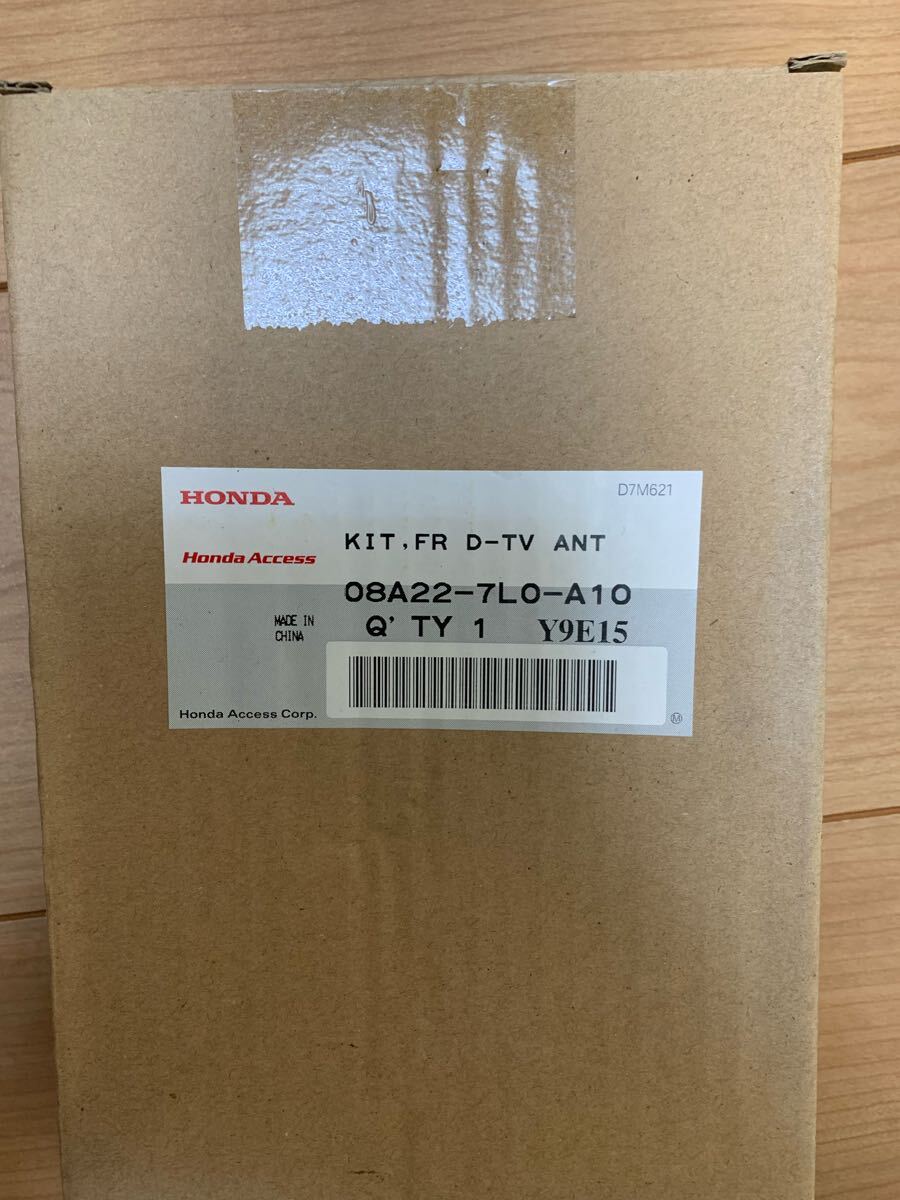 HONDA
D7M621
Honda Access
KIT,FR D-TV ANT
08A22-7L0-A10
MADE IN
CHINA
Q' TY 1 Y9E15
Honda Access Corp.
Ⓜ